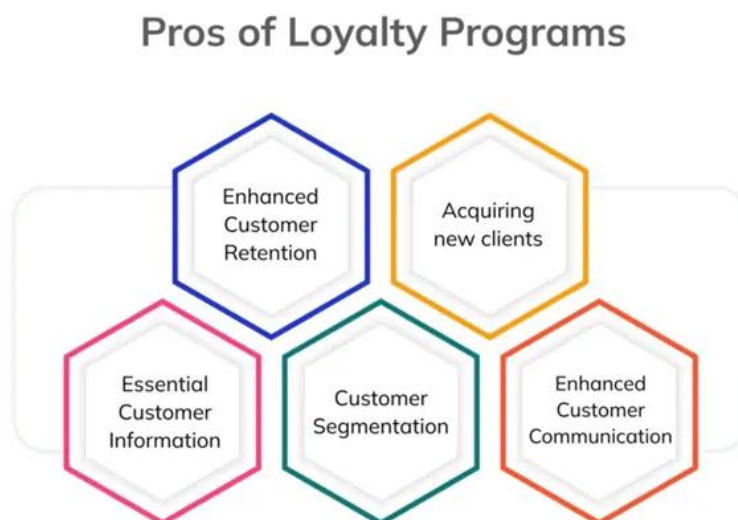 Pros of Loyalty Programs
Enhanced
Customer
Retention
Acquiring
new clients
Essential
Customer
Information
Customer
Segmentation
Enhanced
Customer
Communication